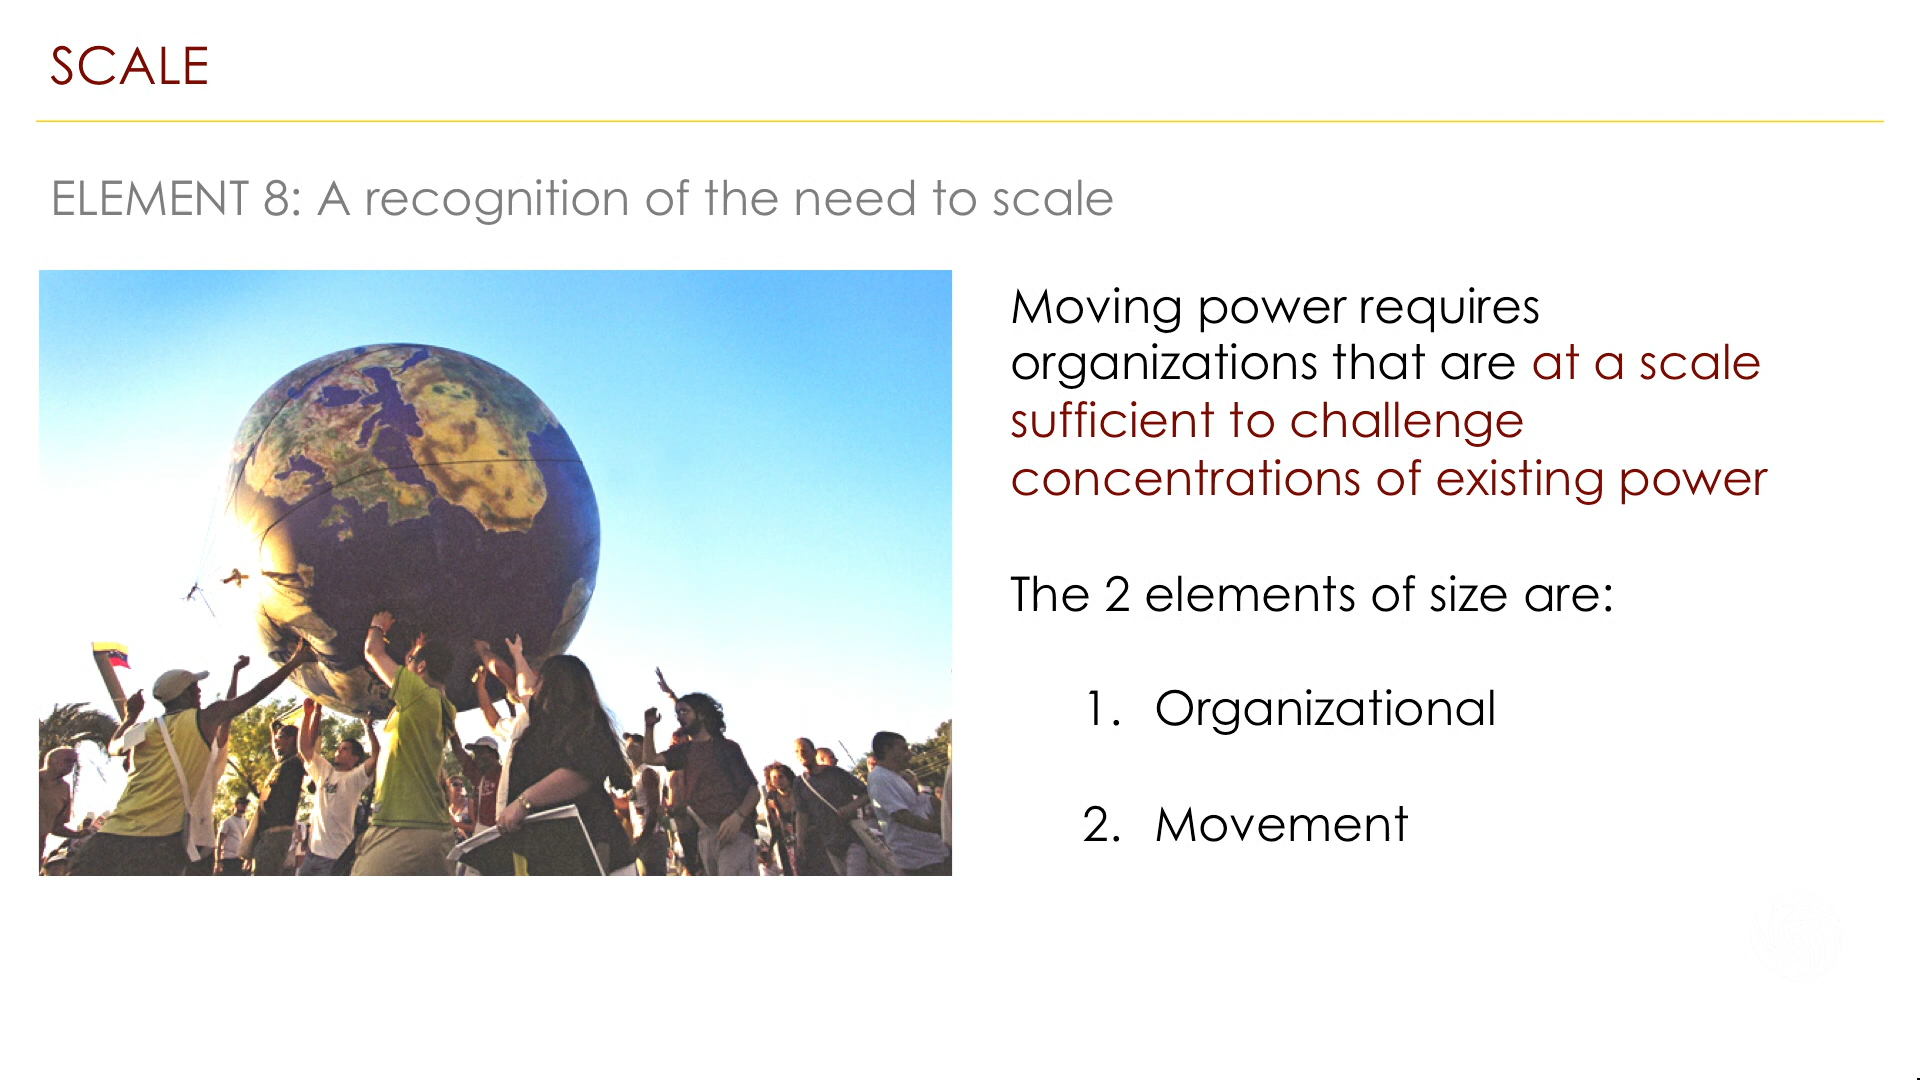 SCALE
ELEMENT 8: A recognition of the need to scale
Moving power requires
organizations that are at a scale
sufficient to challenge
concentrations of existing power
The 2 elements of size are:
1. Organizational
2. Movement